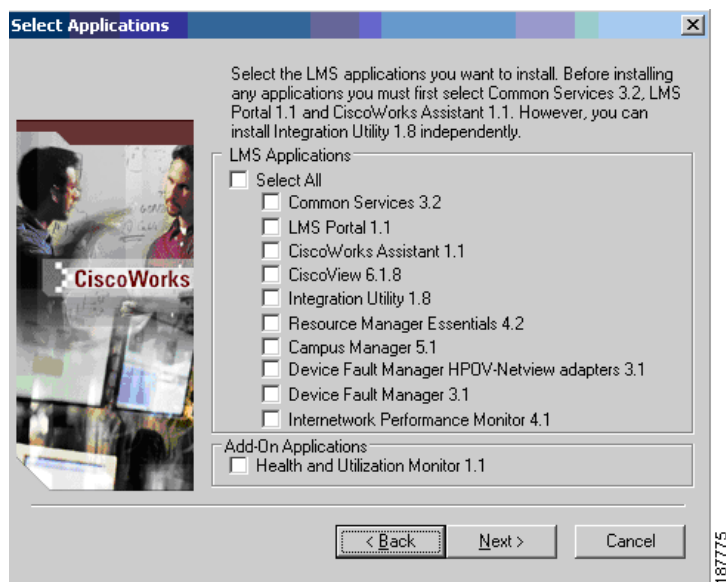 Select Applications
Select the LMS applications you want to install. Before installing
any applications you must first select Common Services 3.2, LMS
Portal 1.1 and CiscoWorks Assistant 1.1. However, you can
install Integration Utility 1.8 independently.
LMS Applications
Select All
Common Services 3.2
LMS Portal 1.1
CiscoWorks Assistant 1.1
CiscoView 6.1.8
Integration Utility 1.8
Resource Manager Essentials 4.2
Campus Manager 5.1
Device Fault Manager HPOV-Netview adapters 3.1
Device Fault Manager 3.1
Internetwork Performance Monitor 4.1
CiscoWorks
Add-On Applications
Health and Utilization Monitor 1.1
< Back
Next >
Cancel